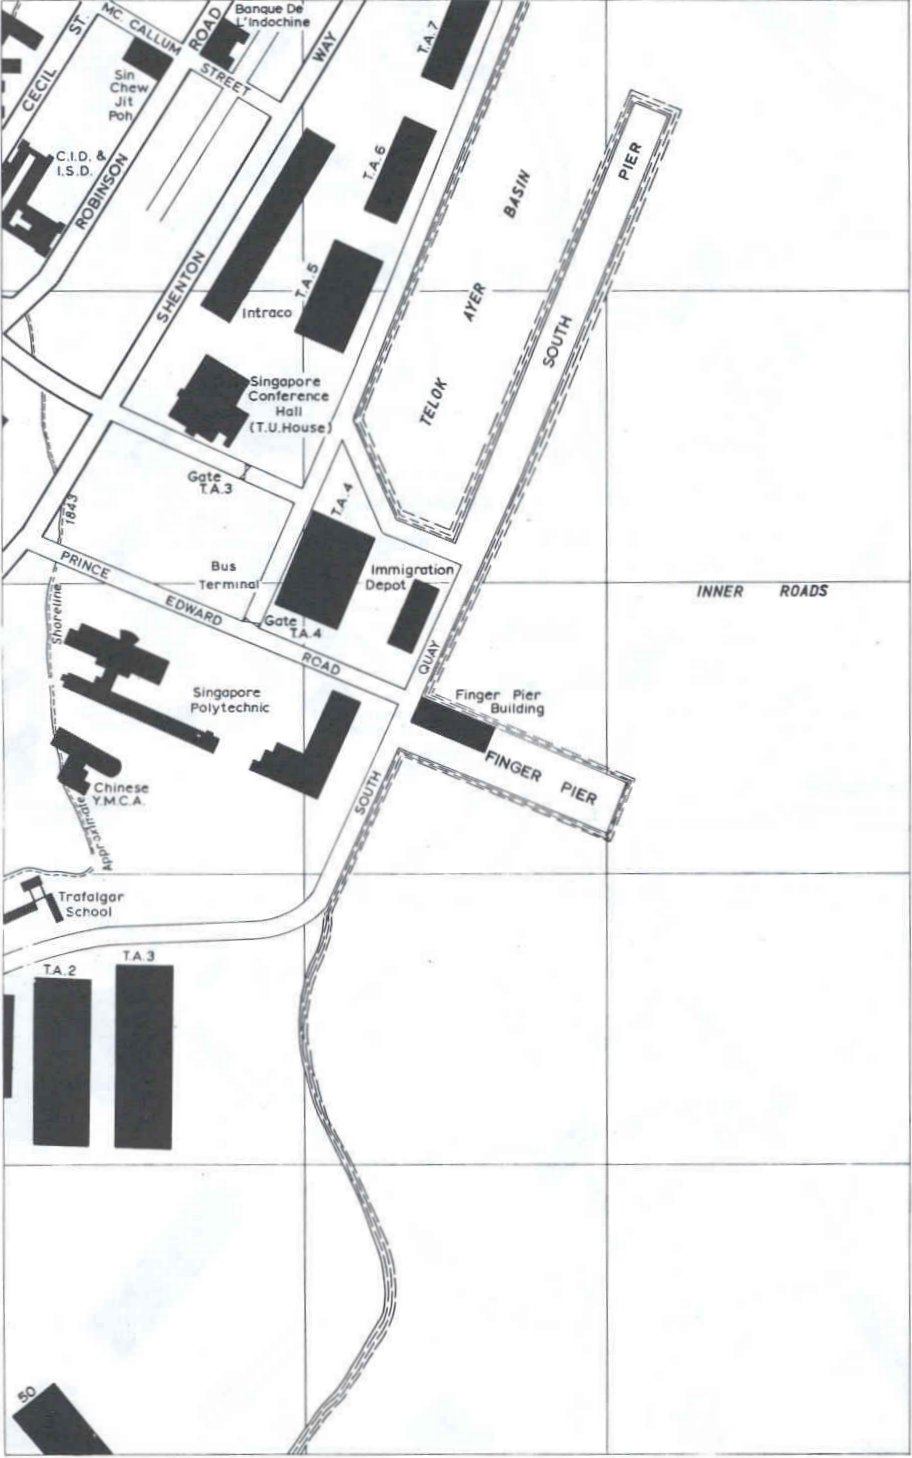 MC. CALLUM
STREET
CECIL
ST.
ROBINSON
ROAD
Banque De
L'Indochine
WAY
SHENTON
T.A.7
Sin
Chew
Jit
Poh
C.I.D. &
I.S.D.
T.A.6
T.A.5
Intraco
BASIN
AYER
TELOK
PIER
SOUTH
Singapore
Conference
Hall
(T.U.House)
Gate
T.A.3
T.A.4
1843
Shoreline
Approximate
PRINCE
EDWARD
ROAD
Bus
Terminal
Immigration
Depot
Gate
T.A.4
INNER ROADS
QUAY
SOUTH
Finger Pier
Building
FINGER PIER
Singapore
Polytechnic
Chinese
Y.M.C.A.
Trafalgar
School
T.A.2
T.A.3
50